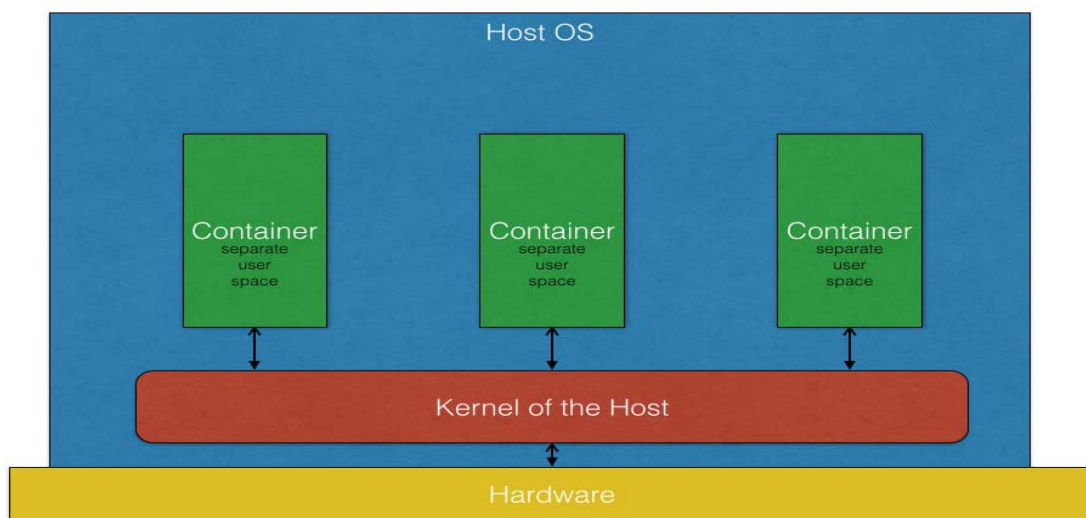 Host OS
Container
separate
user
space
Container
separate
user
space
Container
separate
user
space
Kernel of the Host
Hardware